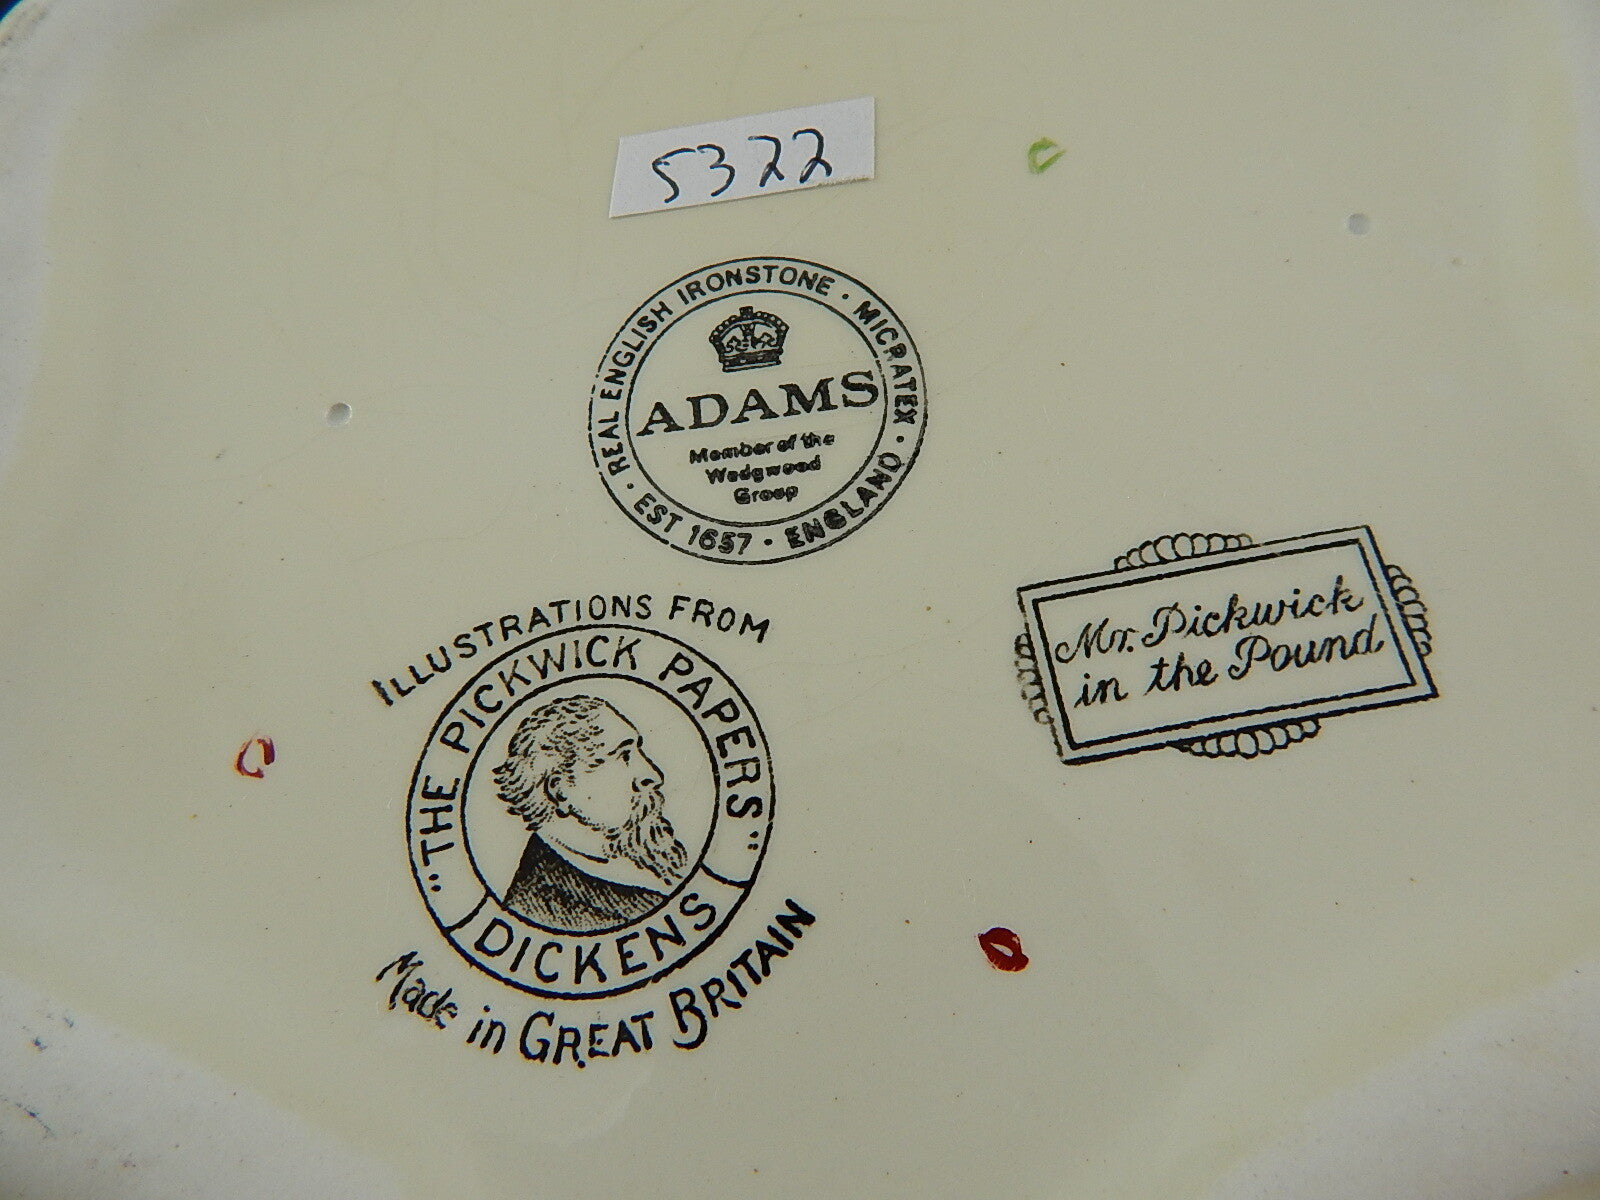 5322
REAL ENGLISH IRONSTONE · MICRATEX · ENGLAND · EST 1657 ·
ADAMS
Member of the
Wedgwood
Group
ILLUSTRATIONS FROM
"THE PICKWICK PAPERS"
DICKENS
Made in GREAT BRITAIN
Mr. Pickwick
in the Pound